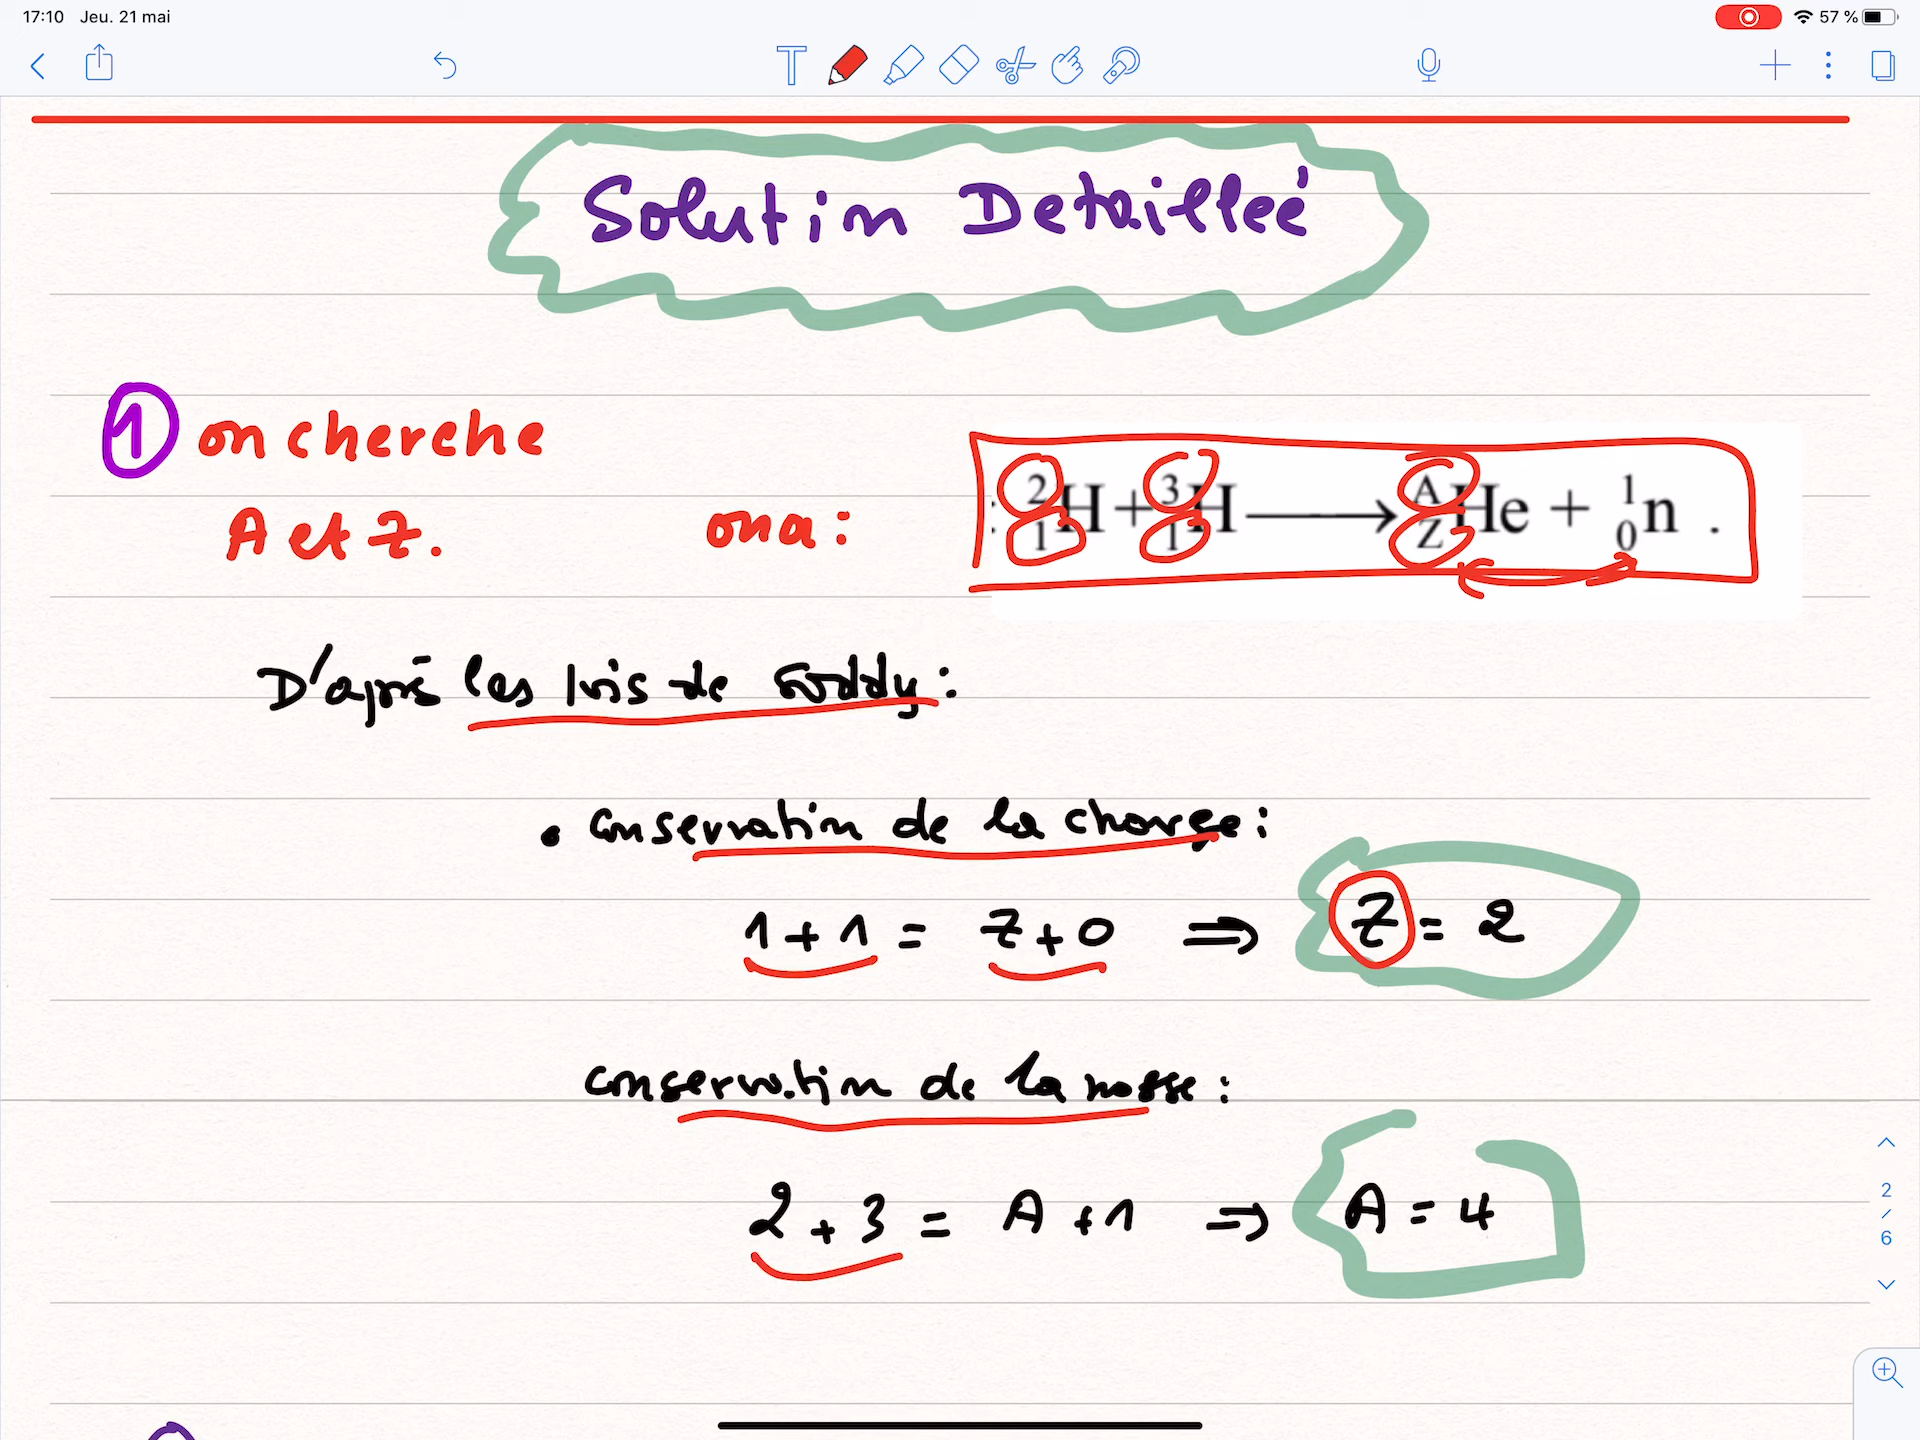 17:10 Jeu. 21 mai
57 %
Solution Detailleé
1 on cherche
A et Z. on a : : ²₁H + ³₁H ⟶ ᴬ_ZHe + ¹₀n .
D'aprè les lois de Soddy :
• conservation de la charge :
1 + 1 = Z + 0 ⇒ Z = 2
conservation de la masse :
2 + 3 = A + 1 ⇒ A = 4
2
/
6